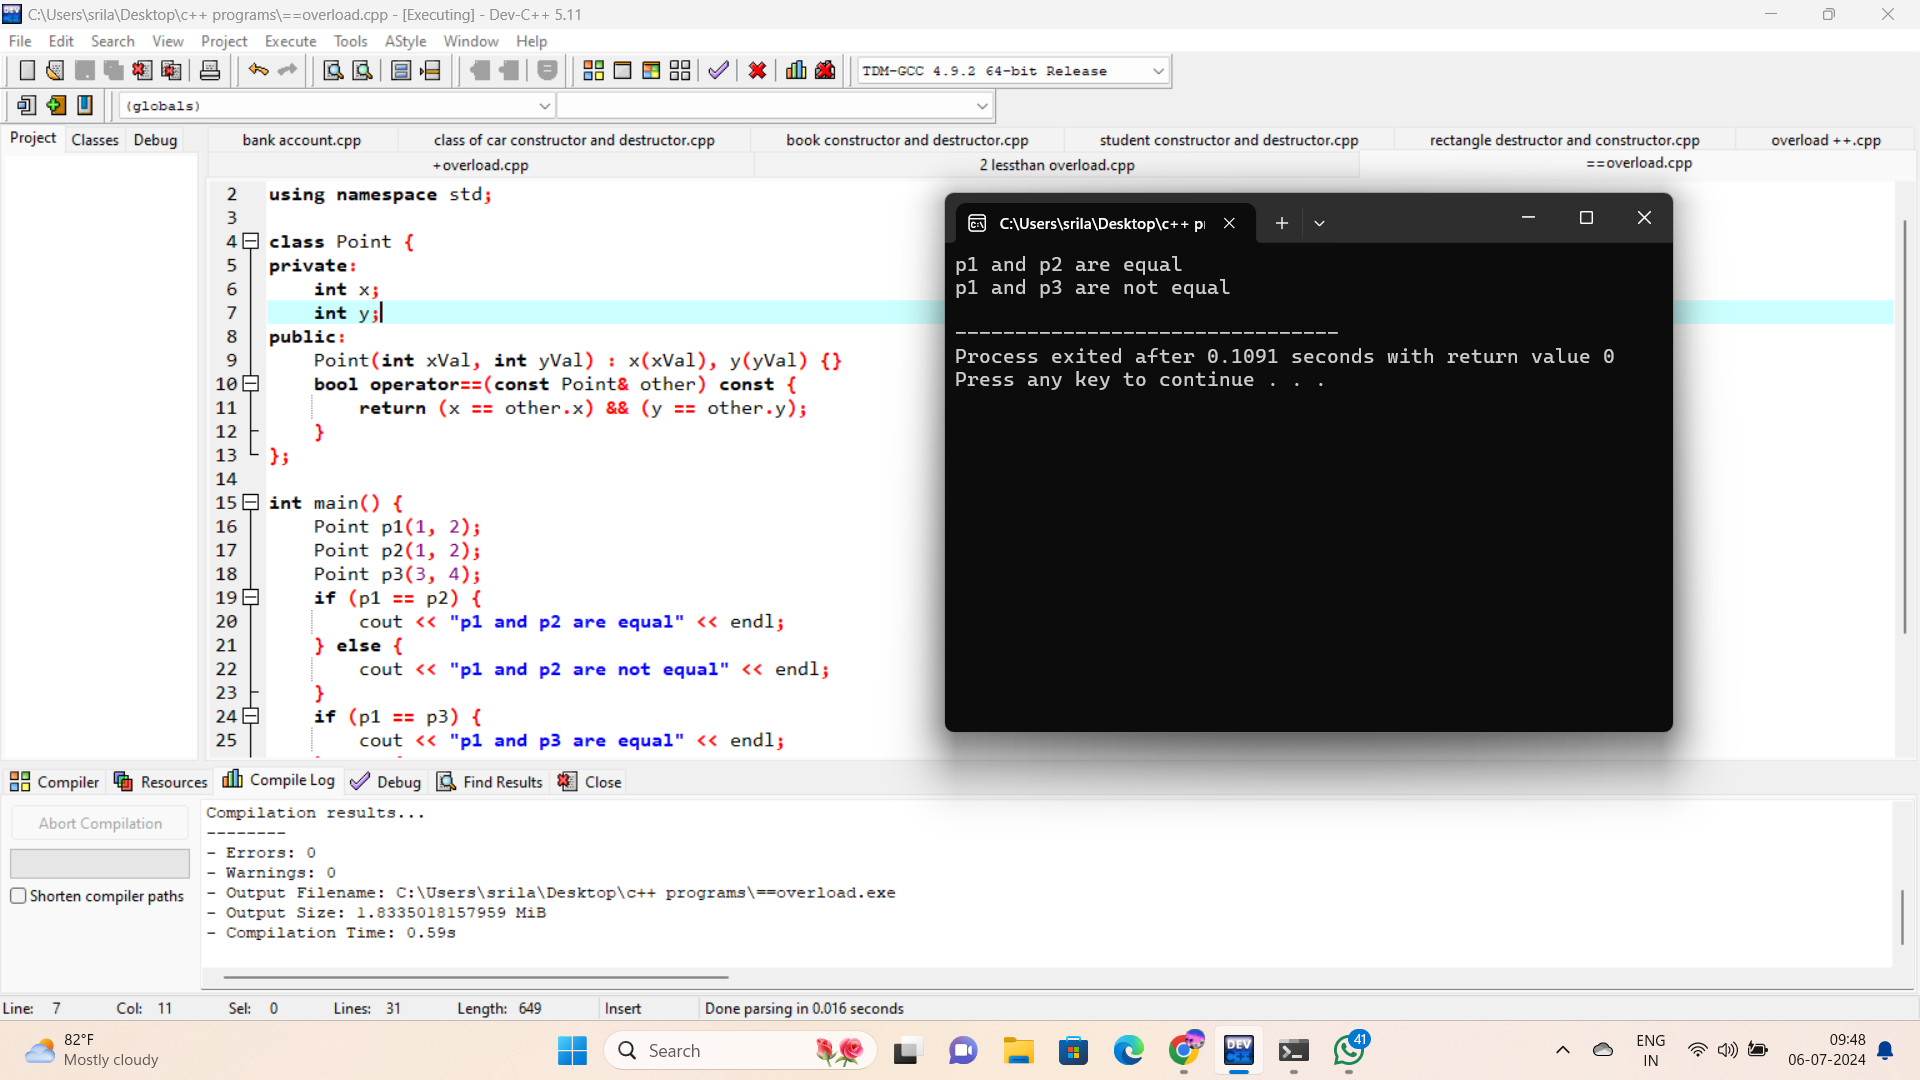 C:\Users\srila\Desktop\c++ programs\==overload.cpp - [Executing] - Dev-C++ 5.11
File Edit Search View Project Execute Tools AStyle Window Help
TDM-GCC 4.9.2 64-bit Release
(globals)
Project Classes Debug
bank account.cpp class of car constructor and destructor.cpp book constructor and destructor.cpp student constructor and destructor.cpp rectangle destructor and constructor.cpp overload ++.cpp
+overload.cpp 2 lessthan overload.cpp ==overload.cpp
2 using namespace std;
3
4 class Point {
5 private:
6 int x;
7 int y;
8 public:
9 Point(int xVal, int yVal) : x(xVal), y(yVal) {}
10 bool operator==(const Point& other) const {
11 return (x == other.x) && (y == other.y);
12 }
13 };
14
15 int main() {
16 Point p1(1, 2);
17 Point p2(1, 2);
18 Point p3(3, 4);
19 if (p1 == p2) {
20 cout << "p1 and p2 are equal" << endl;
21 } else {
22 cout << "p1 and p2 are not equal" << endl;
23 }
24 if (p1 == p3) {
25 cout << "p1 and p3 are equal" << endl;
C:\Users\srila\Desktop\c++ pr
p1 and p2 are equal
p1 and p3 are not equal
--------------------------------
Process exited after 0.1091 seconds with return value 0
Press any key to continue . . .
Compiler Resources Compile Log Debug Find Results Close
Abort Compilation
Shorten compiler paths
Compilation results...
--------
- Errors: 0
- Warnings: 0
- Output Filename: C:\Users\srila\Desktop\c++ programs\==overload.exe
- Output Size: 1.8335018157959 MiB
- Compilation Time: 0.59s
Line: 7 Col: 11 Sel: 0 Lines: 31 Length: 649 Insert Done parsing in 0.016 seconds
82°F
Mostly cloudy
Search
DEV
41
ENG
IN
09:48
06-07-2024